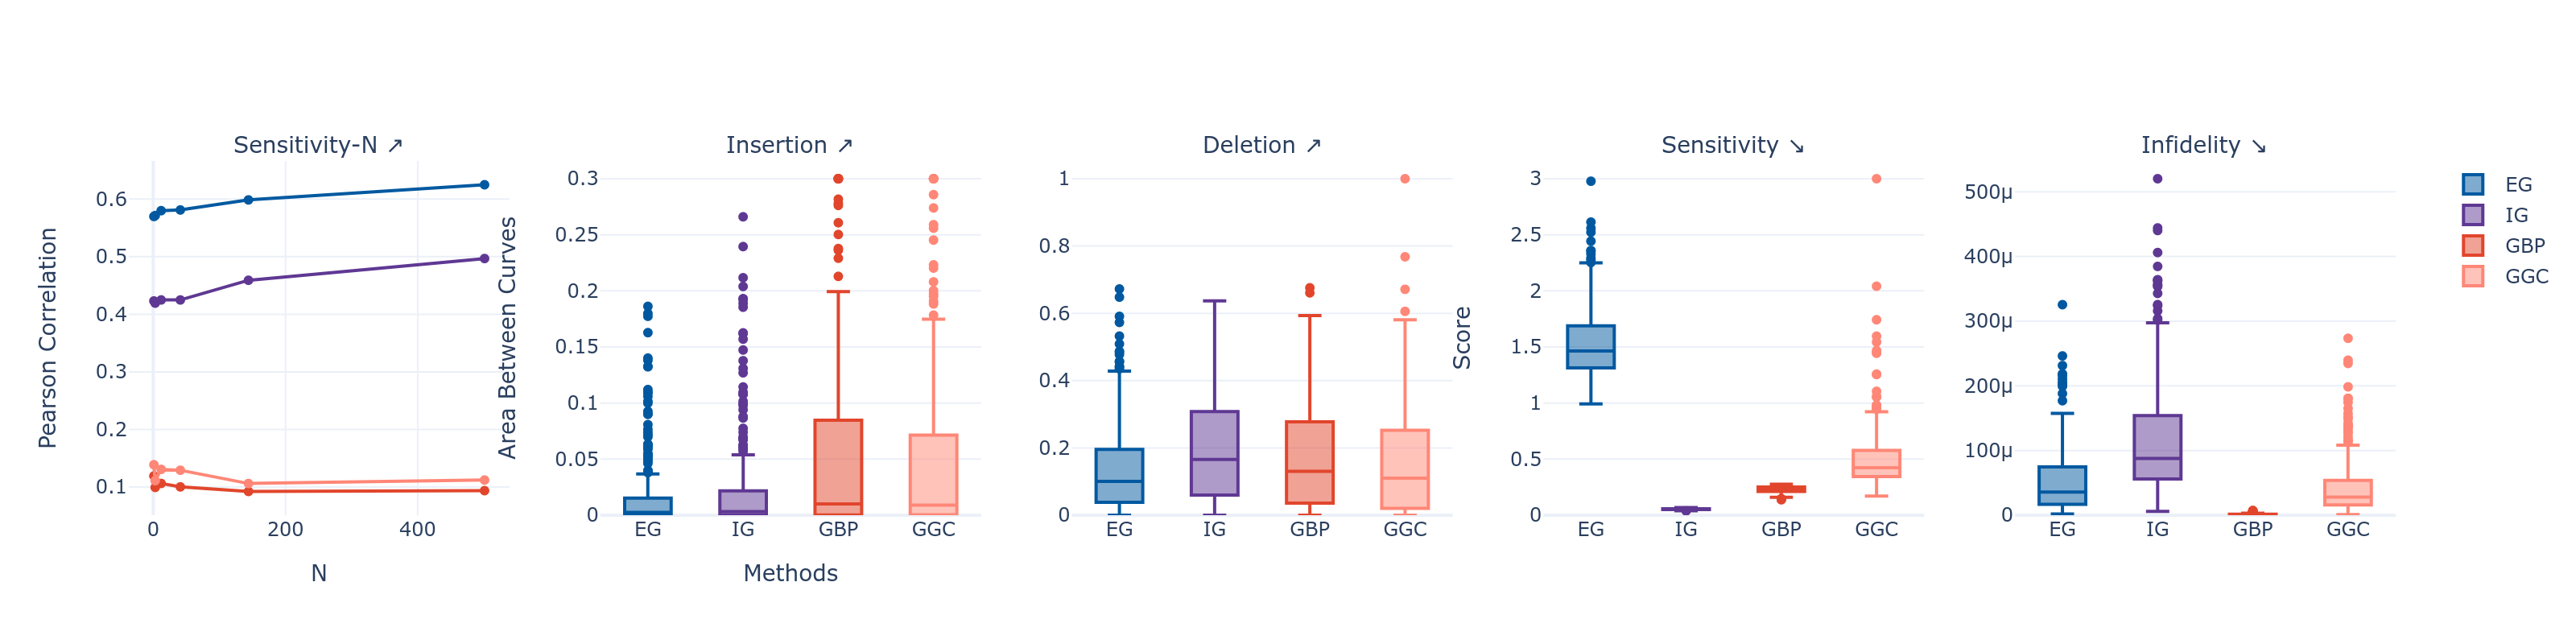 Sensitivity-N ↗
Pearson Correlation
0.6
0.5
0.4
0.3
0.2
0.1
0
200
400
N
Insertion ↗
Area Between Curves
0.3
0.25
0.2
0.15
0.1
0.05
0
EG
IG
GBP
GGC
Methods
Deletion ↗
1
0.8
0.6
0.4
0.2
0
EG
IG
GBP
GGC
Sensitivity ↘
Score
3
2.5
2
1.5
1
0.5
0
EG
IG
GBP
GGC
Infidelity ↘
500μ
400μ
300μ
200μ
100μ
0
EG
IG
GBP
GGC
EG
IG
GBP
GGC